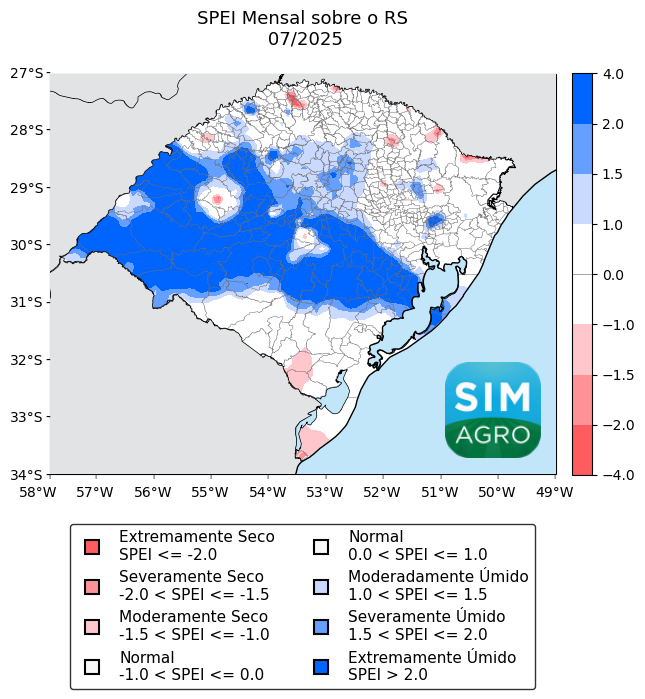 SPEI Mensal sobre o RS
07/2025
27°S
28°S
29°S
30°S
31°S
32°S
33°S
34°S
58°W 57°W 56°W 55°W 54°W 53°W 52°W 51°W 50°W 49°W
4.0
2.0
1.5
1.0
0.0
−1.0
−1.5
−2.0
−4.0
SIM
AGRO
Extremamente Seco
SPEI <= -2.0
Severamente Seco
-2.0 < SPEI <= -1.5
Moderamente Seco
-1.5 < SPEI <= -1.0
Normal
-1.0 < SPEI <= 0.0
Normal
0.0 < SPEI <= 1.0
Moderadamente Úmido
1.0 < SPEI <= 1.5
Severamente Úmido
1.5 < SPEI <= 2.0
Extremamente Úmido
SPEI > 2.0